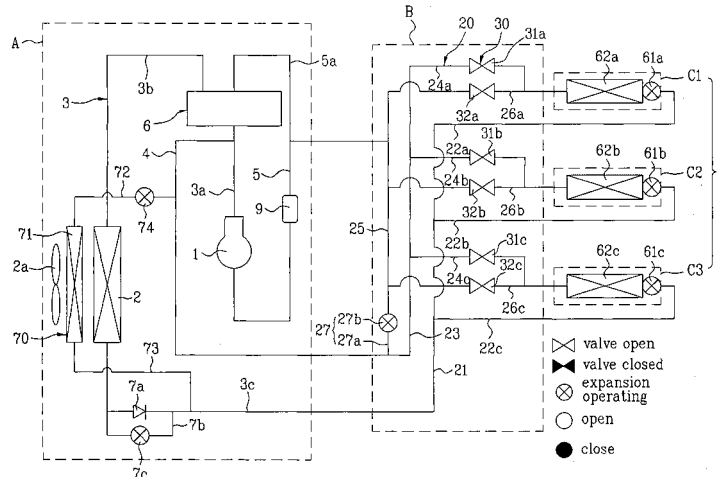 A
B
3b
5a
20
30
31a
62a
61a
C1
3
24a
6
32a
26a
4
31b
22a
62b
61b
C2
5
72
3a
24b
74
9
32b
26b
71
25
22b
31c
62c
61c
C3
2a
1
24c
32c
2
27b
26c
27
27a
23
22c
70
73
7a
21
3c
7b
7c
valve open
valve closed
expansion
operating
open
close